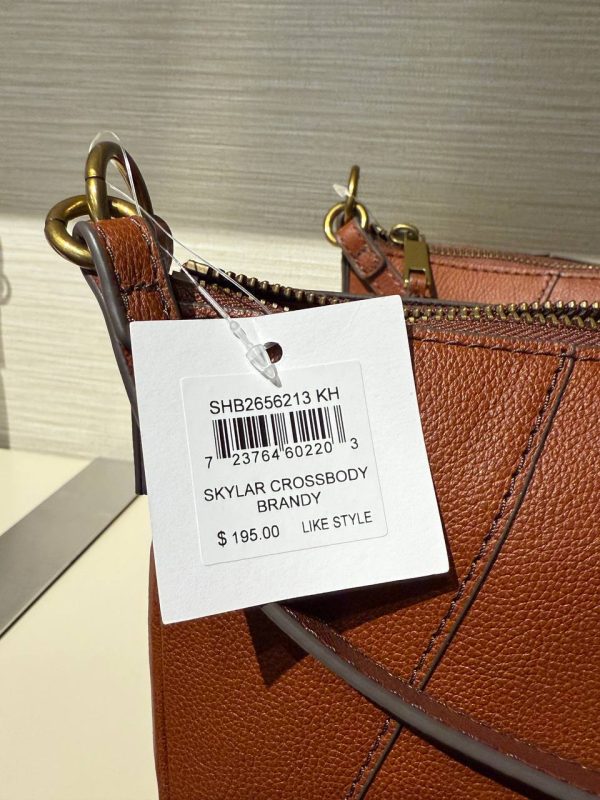 SHB2656213 KH
7 23764 60220 3
SKYLAR CROSSBODY
BRANDY
$ 195.00 LIKE STYLE